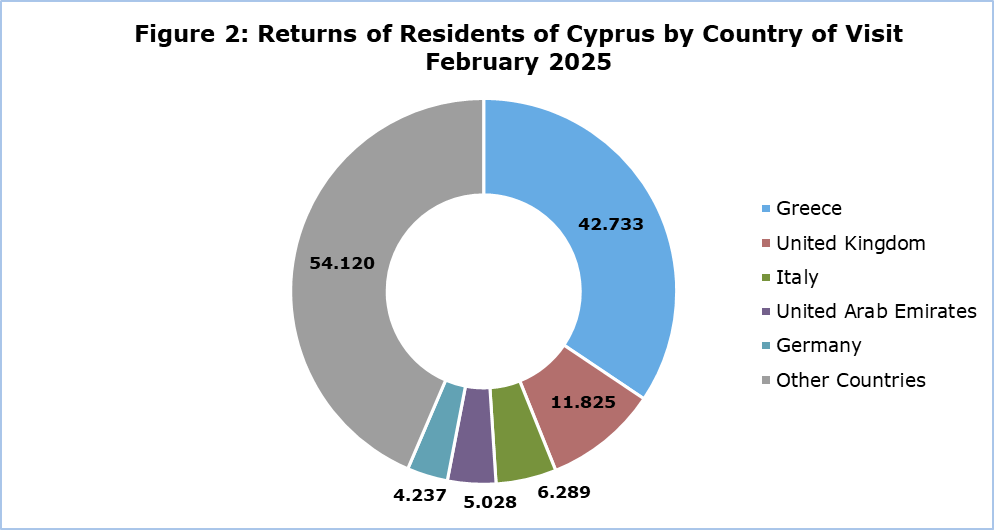 Figure 2: Returns of Residents of Cyprus by Country of Visit
February 2025
42.733
54.120
11.825
4.237
5.028
6.289
Greece
United Kingdom
Italy
United Arab Emirates
Germany
Other Countries